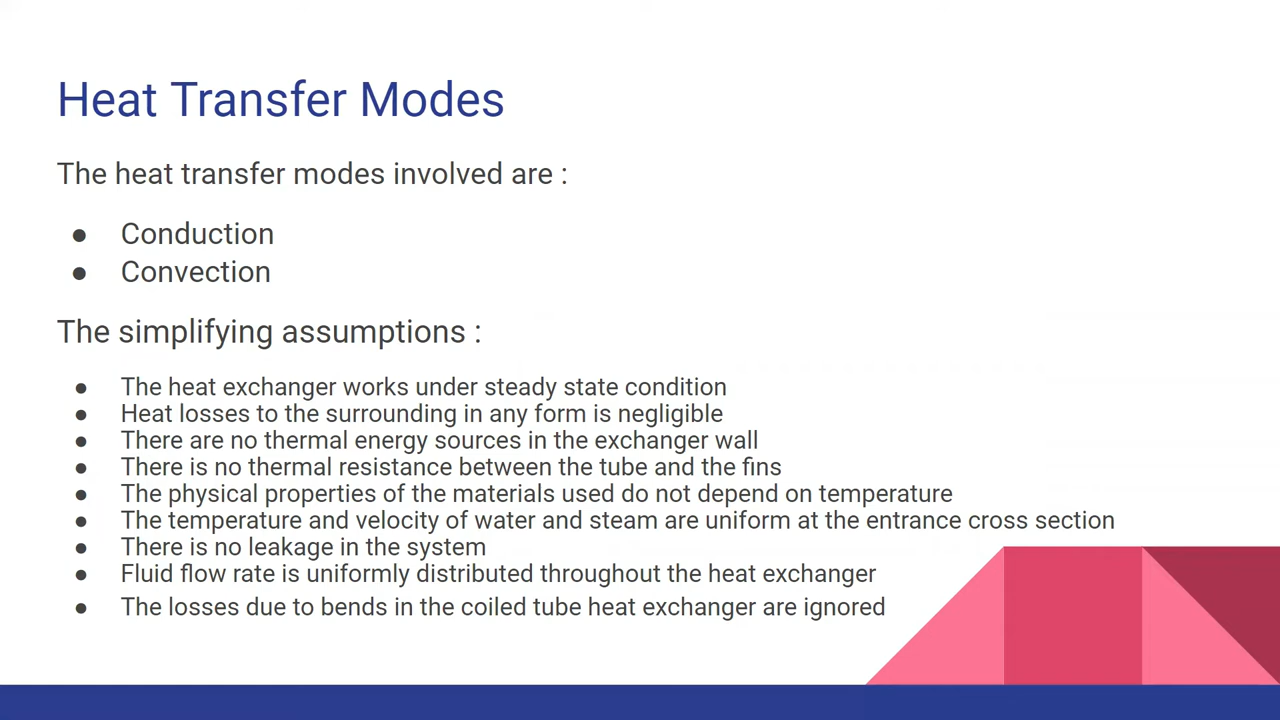 Heat Transfer Modes
The heat transfer modes involved are :
● Conduction
● Convection
The simplifying assumptions :
● The heat exchanger works under steady state condition
● Heat losses to the surrounding in any form is negligible
● There are no thermal energy sources in the exchanger wall
● There is no thermal resistance between the tube and the fins
● The physical properties of the materials used do not depend on temperature
● The temperature and velocity of water and steam are uniform at the entrance cross section
● There is no leakage in the system
● Fluid flow rate is uniformly distributed throughout the heat exchanger
● The losses due to bends in the coiled tube heat exchanger are ignored